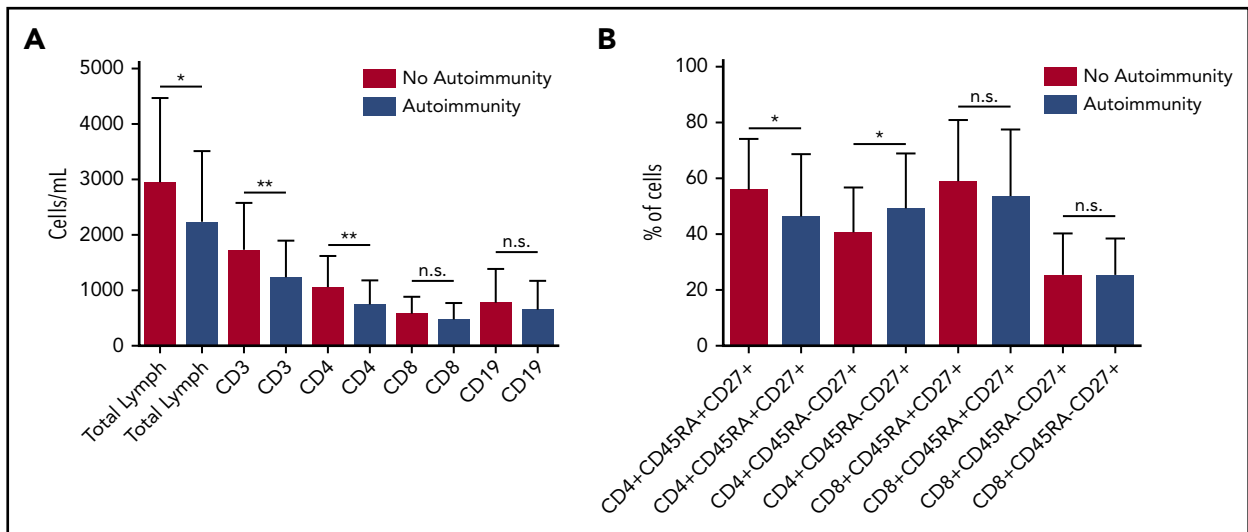 A
Cells/mL
5000
4000
3000
2000
1000
0
No Autoimmunity
Autoimmunity
*
**
**
n.s.
n.s.
Total Lymph
Total Lymph
CD3
CD3
CD4
CD4
CD8
CD8
CD19
CD19
B
% of cells
100
80
60
40
20
0
No Autoimmunity
Autoimmunity
*
*
n.s.
n.s.
CD4+CD45RA+CD27+
CD4+CD45RA+CD27+
CD4+CD45RA-CD27+
CD4+CD45RA-CD27+
CD8+CD45RA+CD27+
CD8+CD45RA+CD27+
CD8+CD45RA-CD27+
CD8+CD45RA-CD27+